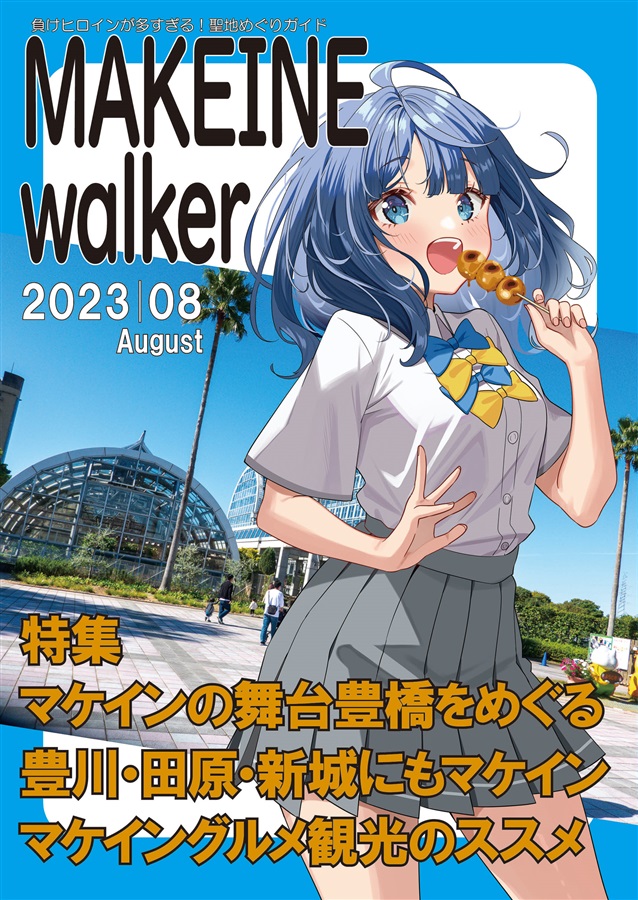 負けヒロインが多すぎる！聖地めぐりガイド
MAKEINE
walker
2023|08
August
特集
マケインの舞台豊橋をめぐる
豊川・田原・新城にもマケイン
マケイングルメ観光のススメ